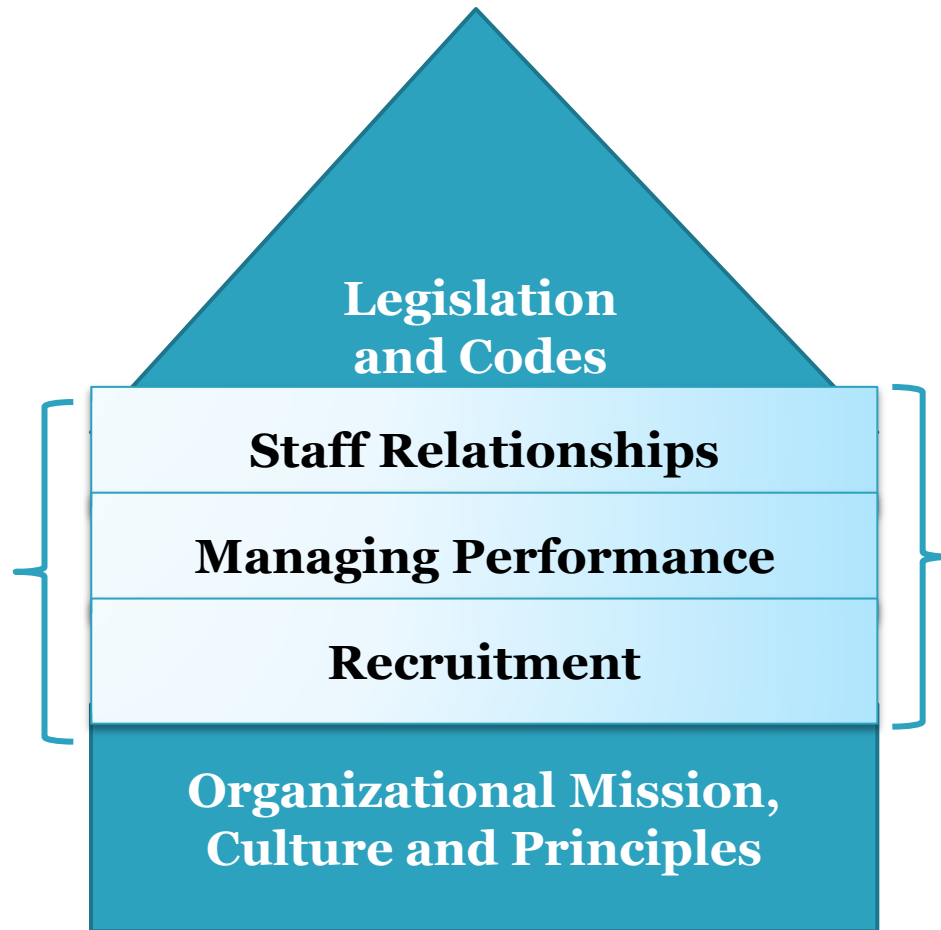 Legislation
and Codes
Staff Relationships
Managing Performance
Recruitment
Organizational Mission,
Culture and Principles